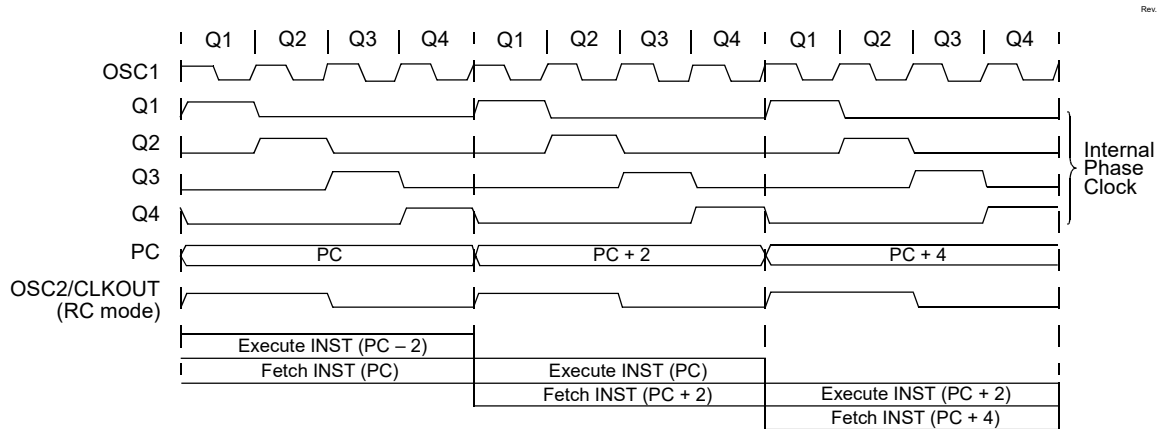 Rev.
Q1 Q2 Q3 Q4 Q1 Q2 Q3 Q4 Q1 Q2 Q3 Q4
OSC1
Q1
Q2
Q3
Q4
Internal
Phase
Clock
PC PC PC + 2 PC + 4
OSC2/CLKOUT
(RC mode)
Execute INST (PC – 2)
Fetch INST (PC) Execute INST (PC)
Fetch INST (PC + 2) Execute INST (PC + 2)
Fetch INST (PC + 4)